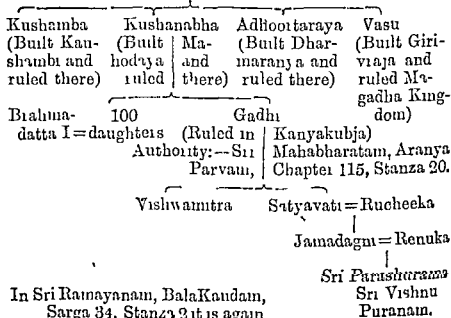 Kushamba Kushanabha Adhootaraya Vasu
(Built Kau- (Built Ma- (Built Dhar- (Built Giri-
shambi and hodaya and maranya and vraja and
ruled there) ruled there) ruled there) ruled Ma-
gadha King-
dom)
Brahma- 100 Gadhi
datta I=daughters (Ruled in Kanyakubja)
Authority:—Sri Mahabharatam, Aranya
Parvam, Chapter 115, Stanza 20.
Vishwamitra Satyavati=Rucheeka
Jamadagni=Renuka
Sri Parasharama
In Sri Ramayanam, BalaKandam, Sri Vishnu
Sarga 34, Stanza 2 it is again Puranam.